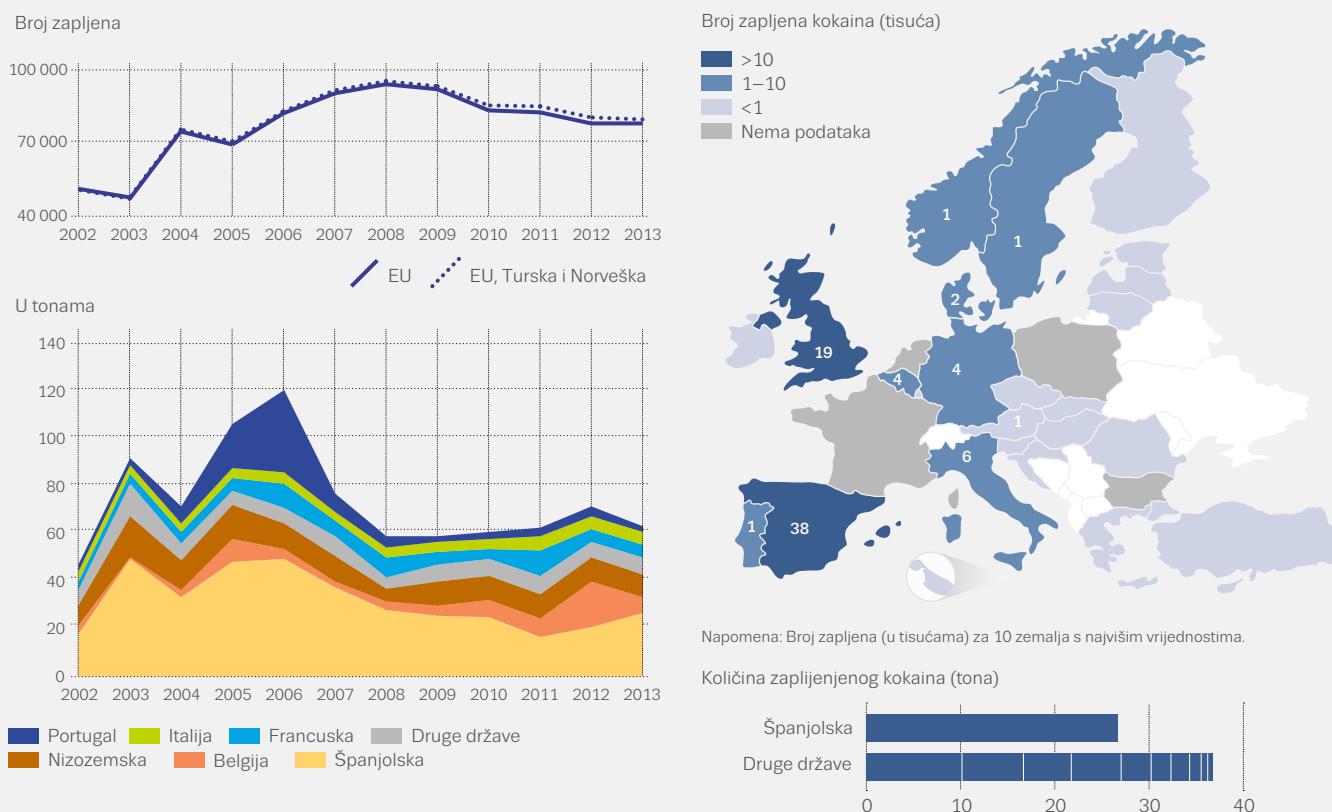 Broj zapljena
100 000
70 000
40 000
2002 2003 2004 2005 2006 2007 2008 2009 2010 2011 2012 2013
EU
EU, Turska i Norveška
U tonama
140
120
100
80
60
40
20
0
2002 2003 2004 2005 2006 2007 2008 2009 2010 2011 2012 2013
Portugal Italija Francuska Druge države
Nizozemska Belgija Španjolska
Broj zapljena kokaina (tisuća)
>10
1–10
<1
Nema podataka
1
1
2
19
4
4
1
6
1
38
Napomena: Broj zapljena (u tisućama) za 10 zemalja s najvišim vrijednostima.
Količina zaplijenjenog kokaina (tona)
Španjolska
Druge države
0 10 20 30 40